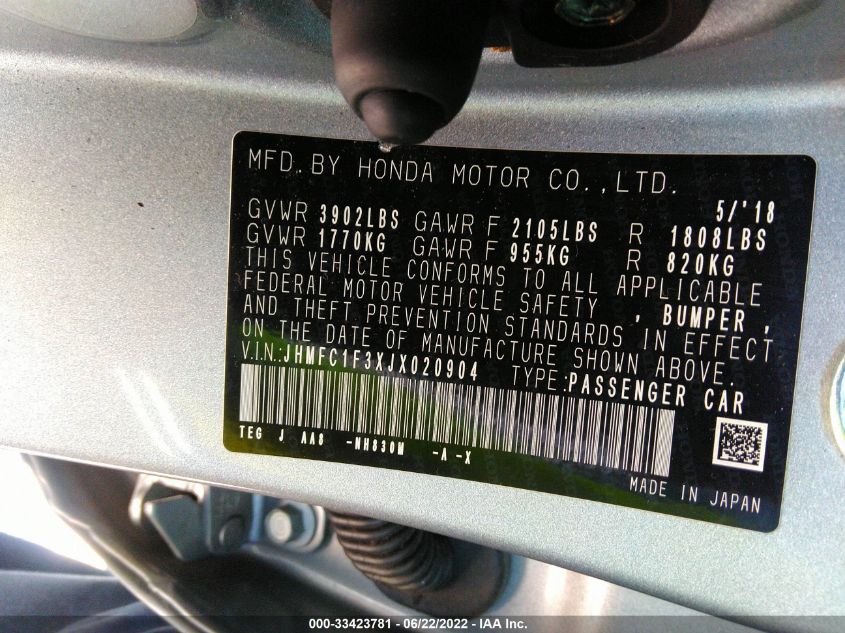 MFD. BY HONDA MOTOR CO., LTD.
5/'18
GVWR 3902LBS GAWR F 2105LBS R 1808LBS
GVWR 1770KG GAWR F 955KG R 820KG
THIS VEHICLE CONFORMS TO ALL APPLICABLE
FEDERAL MOTOR VEHICLE SAFETY , BUMPER ,
AND THEFT PREVENTION STANDARDS IN EFFECT
ON THE DATE OF MANUFACTURE SHOWN ABOVE.
V.I.N.:JHMFC1F3XJX020904 TYPE:PASSENGER CAR
TEG J AA8 -NH830M -A -X
MADE IN JAPAN
000-33423781 - 06/22/2022 - IAA Inc.